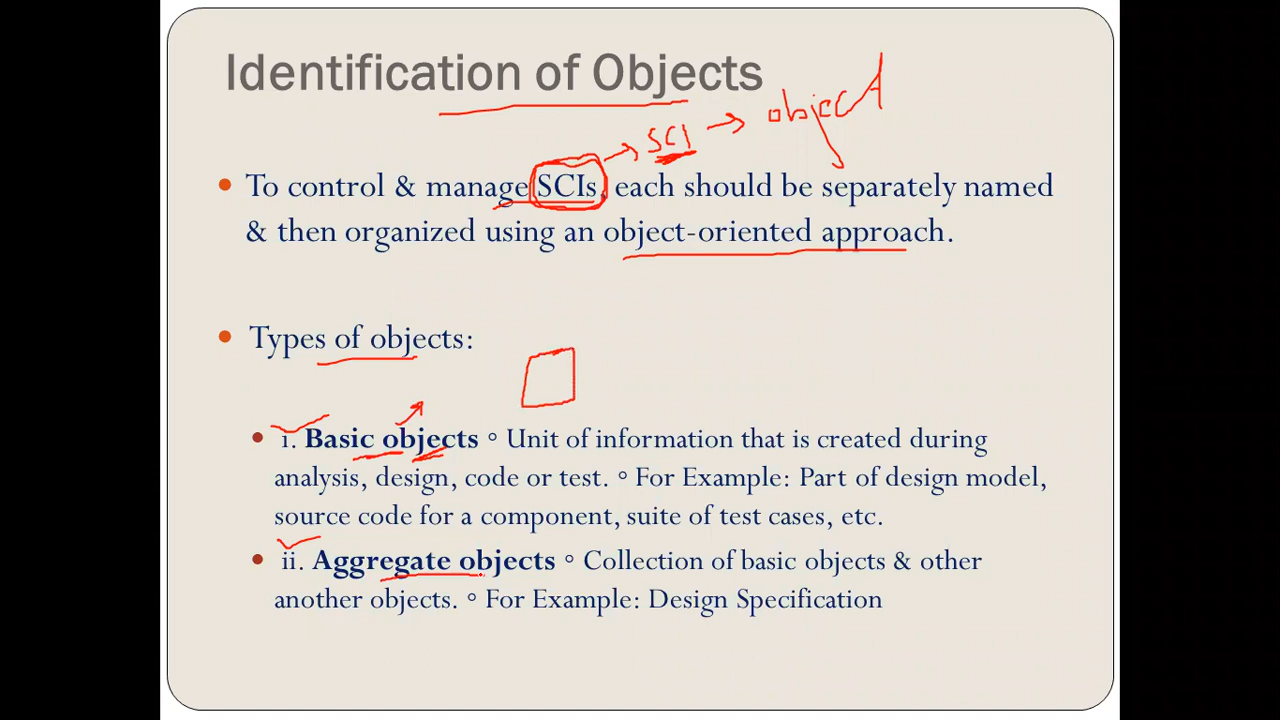 Identification of Objects
SCI → object
• To control & manage SCIs, each should be separately named
& then organized using an object-oriented approach.
• Types of objects:
• i. Basic objects ◦ Unit of information that is created during
analysis, design, code or test. ◦ For Example: Part of design model,
source code for a component, suite of test cases, etc.
• ii. Aggregate objects ◦ Collection of basic objects & other
another objects. ◦ For Example: Design Specification